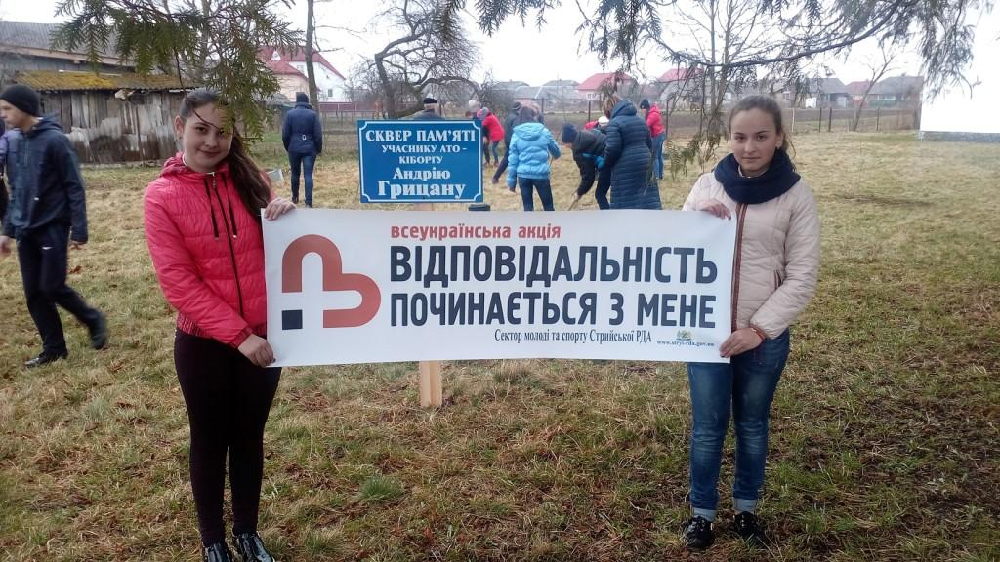 СКВЕР ПАМ'ЯТІ
УЧАСНИКУ АТО -
КІБОРГУ
Андрію
Грицану
всеукраїнська акція
ВІДПОВІДАЛЬНІСТЬ
ПОЧИНАЄТЬСЯ З МЕНЕ
Сектор молоді та спорту Стрийської РДА
www.stryi-rda.gov.ua